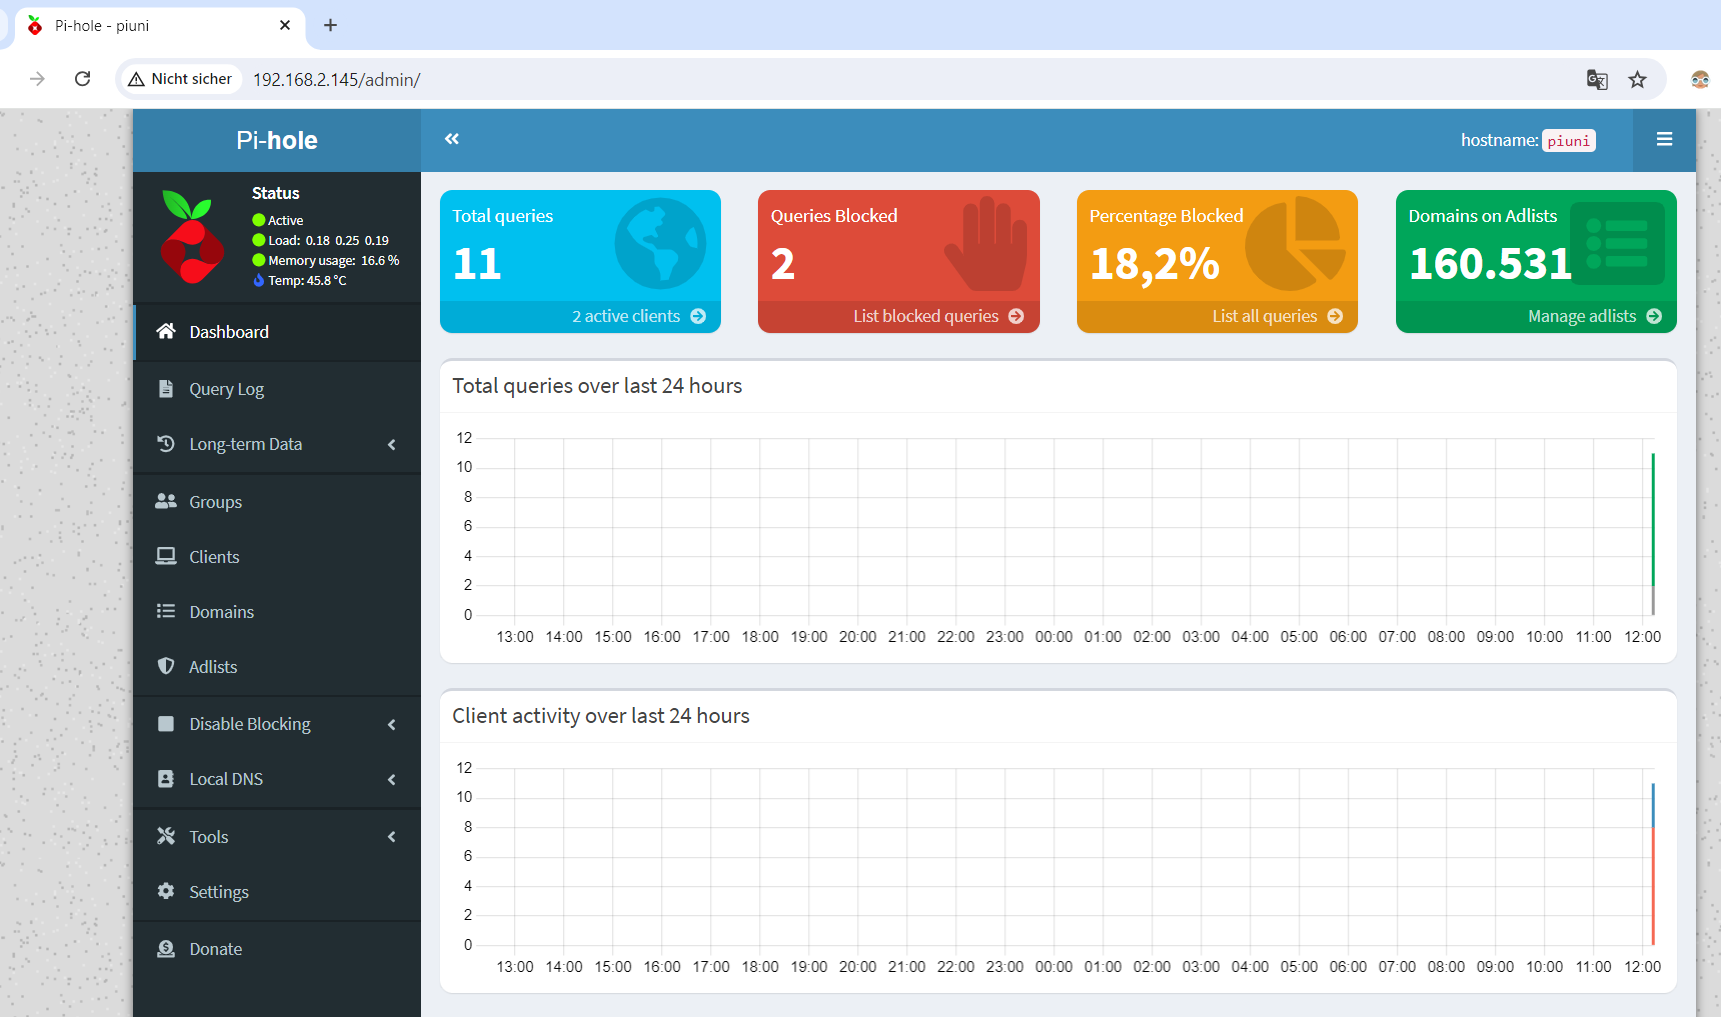 Pi-hole - piuni
Nicht sicher 192.168.2.145/admin/
Pi-hole
hostname: piuni
Status
Active
Load: 0.18 0.25 0.19
Memory usage: 16.6 %
Temp: 45.8 °C
Dashboard
Query Log
Long-term Data
Groups
Clients
Domains
Adlists
Disable Blocking
Local DNS
Tools
Settings
Donate
Total queries
11
2 active clients
Queries Blocked
2
List blocked queries
Percentage Blocked
18,2%
List all queries
Domains on Adlists
160.531
Manage adlists
Total queries over last 24 hours
12
10
8
6
4
2
0
13:00 14:00 15:00 16:00 17:00 18:00 19:00 20:00 21:00 22:00 23:00 00:00 01:00 02:00 03:00 04:00 05:00 06:00 07:00 08:00 09:00 10:00 11:00 12:00
Client activity over last 24 hours
12
10
8
6
4
2
0
13:00 14:00 15:00 16:00 17:00 18:00 19:00 20:00 21:00 22:00 23:00 00:00 01:00 02:00 03:00 04:00 05:00 06:00 07:00 08:00 09:00 10:00 11:00 12:00